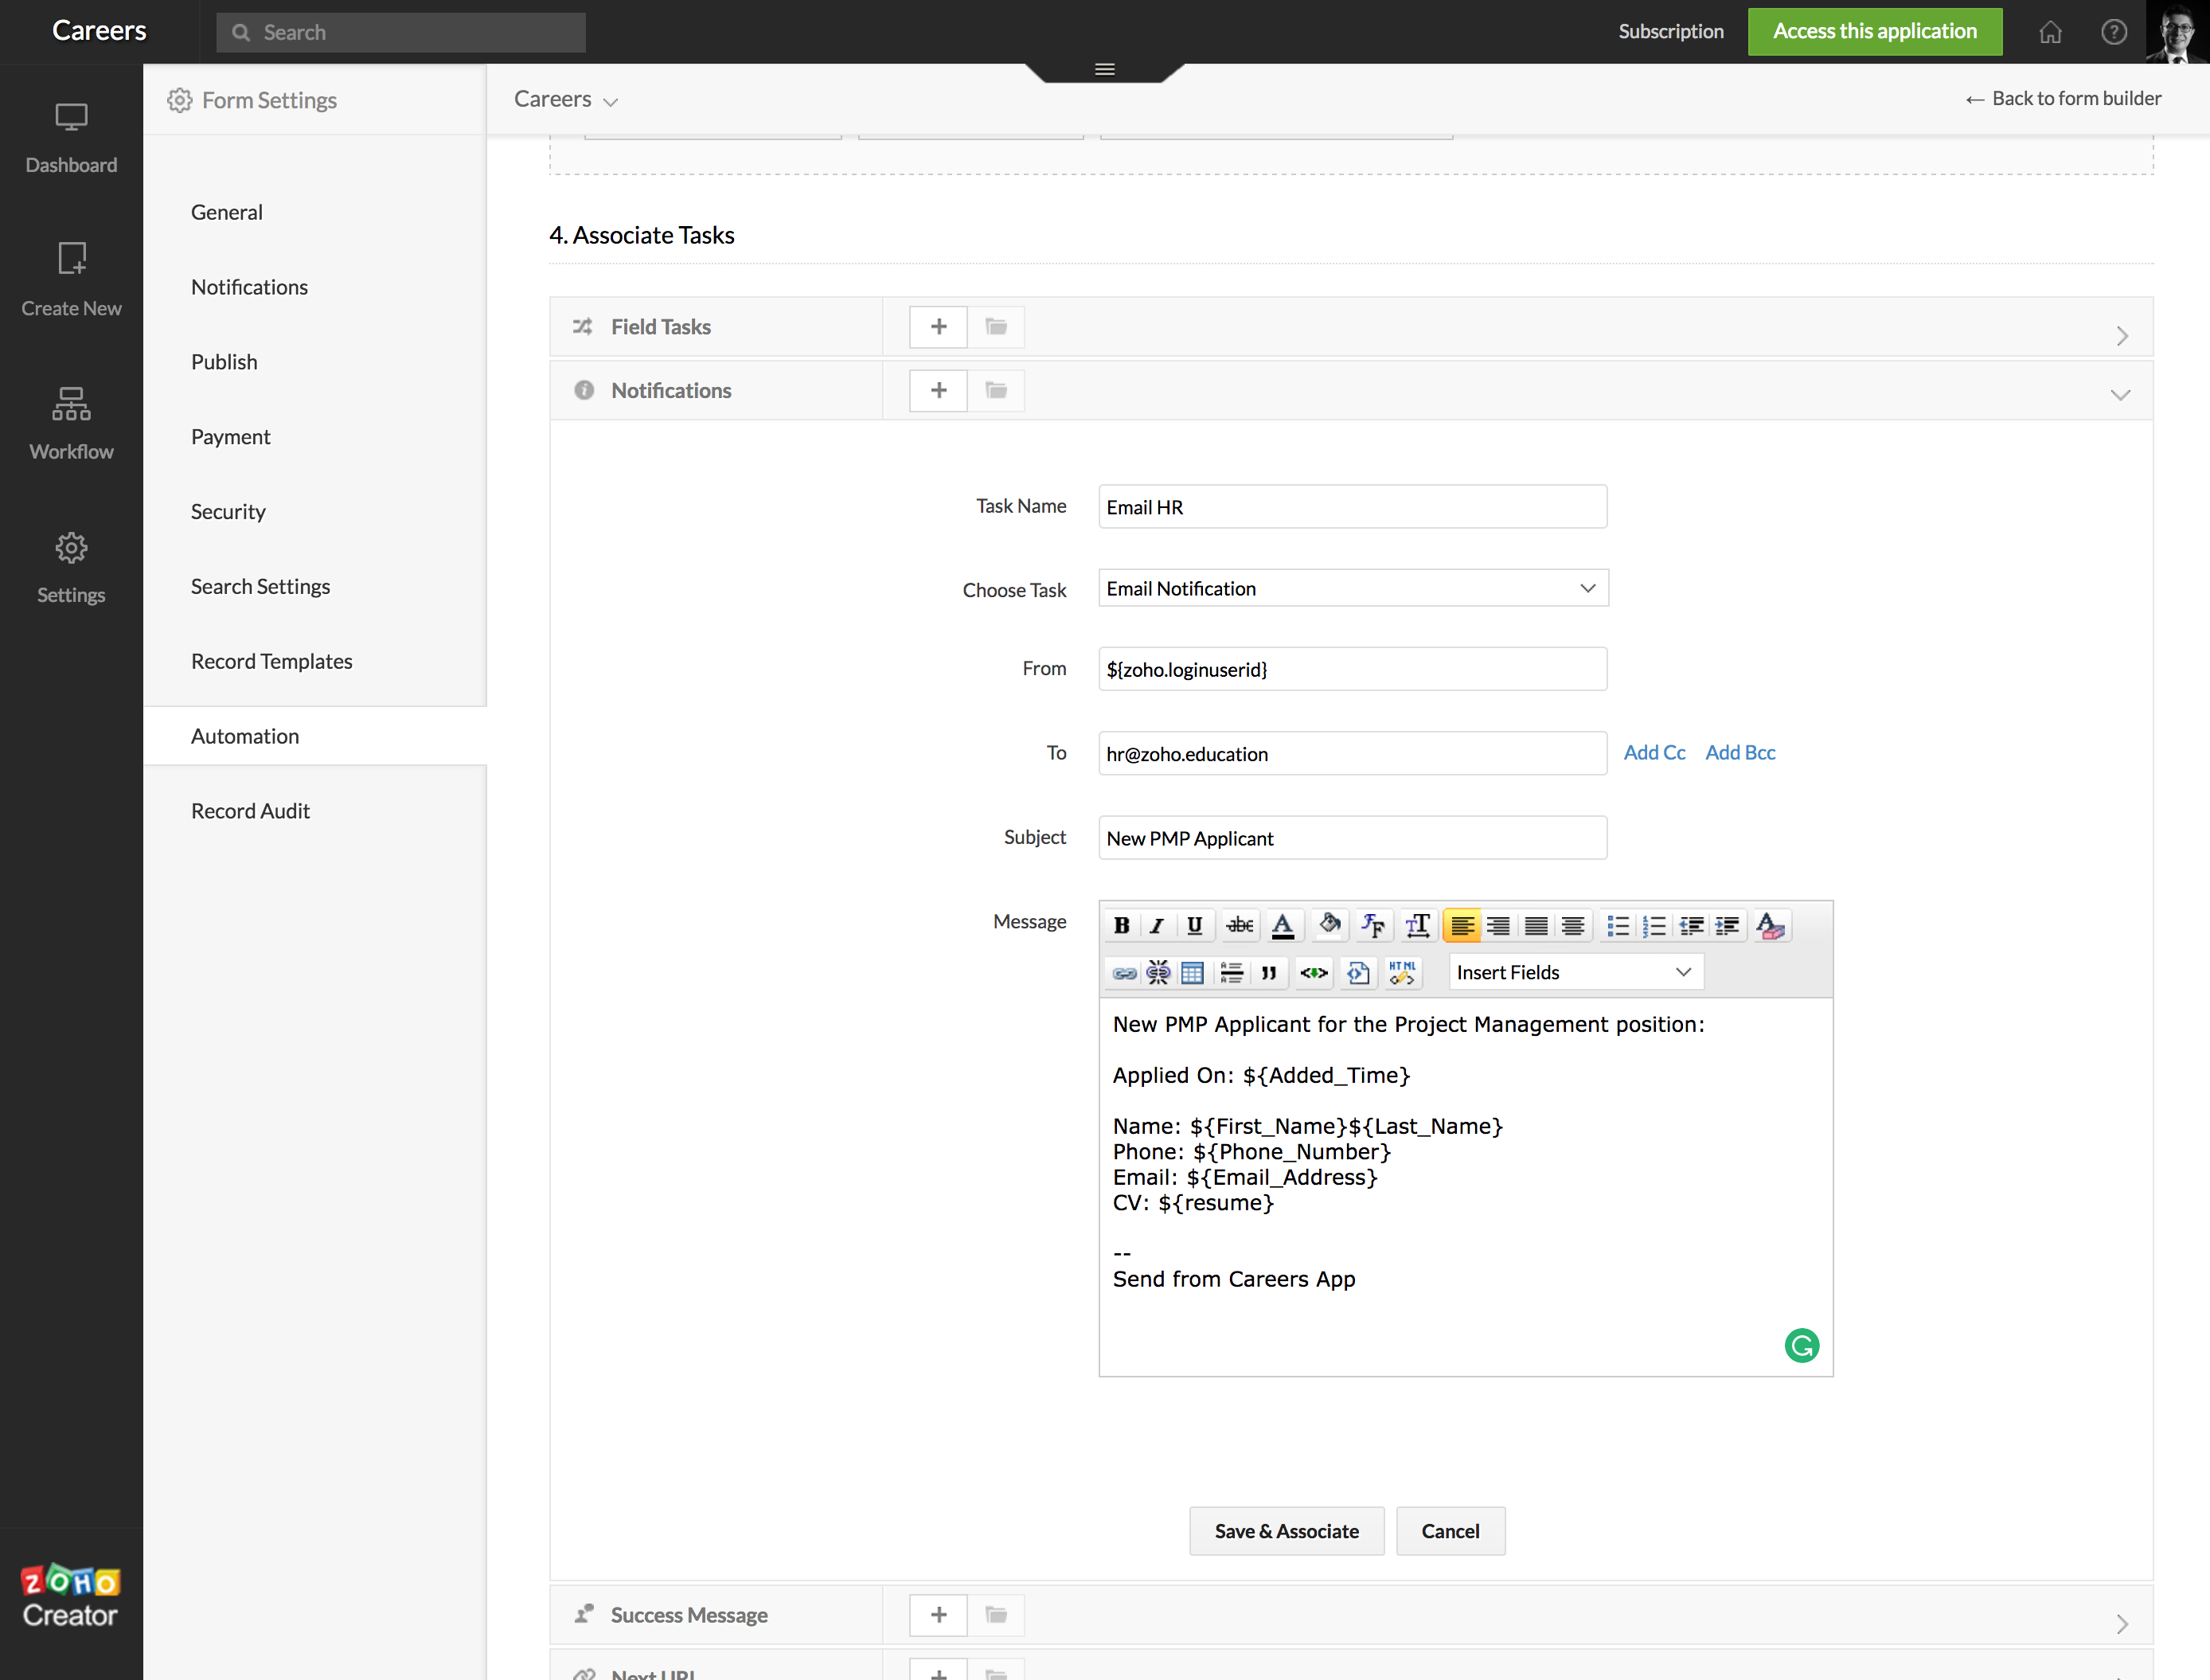 Careers
Search
Subscription
Access this application
Form Settings
Careers
← Back to form builder
Dashboard
Create New
Workflow
Settings
General
Notifications
Publish
Payment
Security
Search Settings
Record Templates
Automation
Record Audit
4. Associate Tasks
Field Tasks
Notifications
Task Name
Email HR
Choose Task
Email Notification
From
${zoho.loginuserid}
To
hr@zoho.education
Add Cc Add Bcc
Subject
New PMP Applicant
Message
B I U abc A F F T T
HTML
Insert Fields
New PMP Applicant for the Project Management position:
Applied On: ${Added_Time}
Name: ${First_Name}${Last_Name}
Phone: ${Phone_Number}
Email: ${Email_Address}
CV: ${resume}
--
Send from Careers App
Save & Associate
Cancel
Success Message
Next URL
ZOHO
Creator